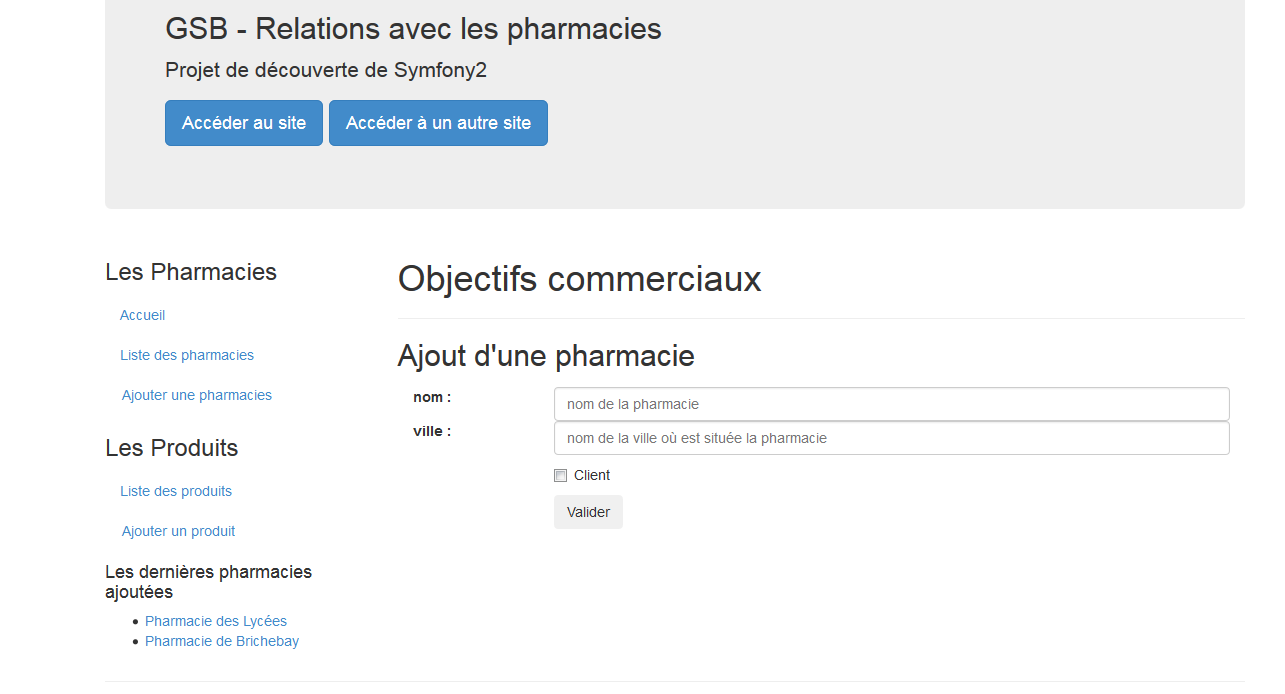 GSB - Relations avec les pharmacies
Projet de découverte de Symfony2
Accéder au site
Accéder à un autre site
Les Pharmacies
Accueil
Liste des pharmacies
Ajouter une pharmacies
Les Produits
Liste des produits
Ajouter un produit
Les dernières pharmacies
ajoutées
Pharmacie des Lycées
Pharmacie de Brichebay
Objectifs commerciaux
Ajout d'une pharmacie
nom :
nom de la pharmacie
ville :
nom de la ville où est située la pharmacie
Client
Valider